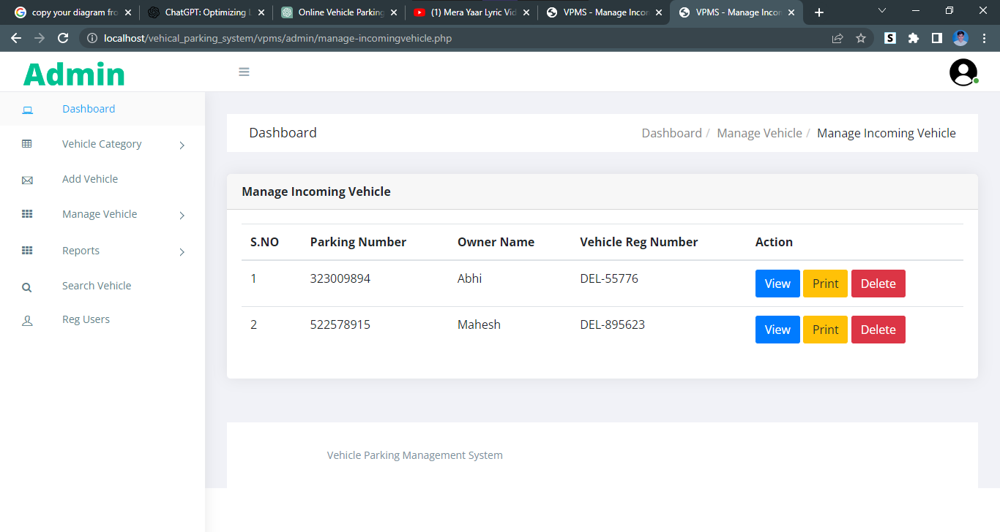 copy your diagram fro
ChatGPT: Optimizing L
Online Vehicle Parking
(1) Mera Yaar Lyric Vid
VPMS - Manage Incom
VPMS - Manage Incom
localhost/vehical_parking_system/vpms/admin/manage-incomingvehicle.php
S
Admin
Dashboard
Vehicle Category
Add Vehicle
Manage Vehicle
Reports
Search Vehicle
Reg Users
Dashboard
Dashboard / Manage Vehicle / Manage Incoming Vehicle
Manage Incoming Vehicle
S.NO Parking Number Owner Name Vehicle Reg Number Action
1 323009894 Abhi DEL-55776 View Print Delete
2 522578915 Mahesh DEL-895623 View Print Delete
Vehicle Parking Management System